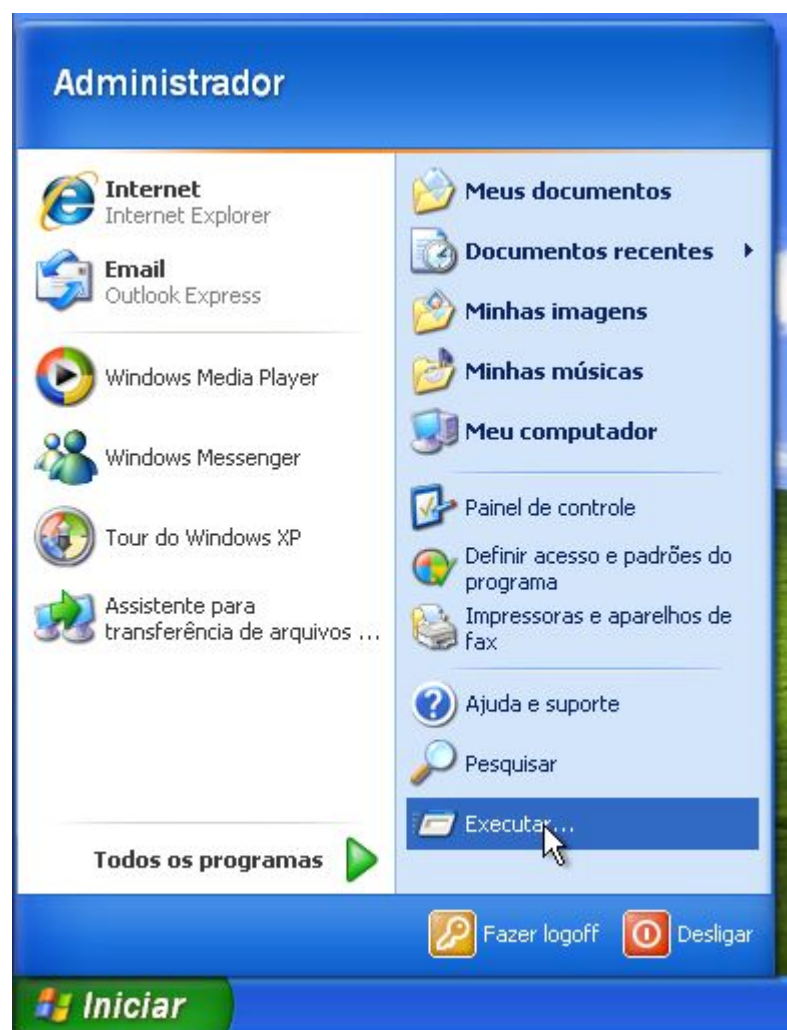 Administrador
Internet
Internet Explorer
Email
Outlook Express
Windows Media Player
Windows Messenger
Tour do Windows XP
Assistente para
transferência de arquivos ...
Todos os programas
Meus documentos
Documentos recentes
Minhas imagens
Minhas músicas
Meu computador
Painel de controle
Definir acesso e padrões do
programa
Impressoras e aparelhos de
fax
Ajuda e suporte
Pesquisar
Executar...
Fazer logoff
Desligar
Iniciar